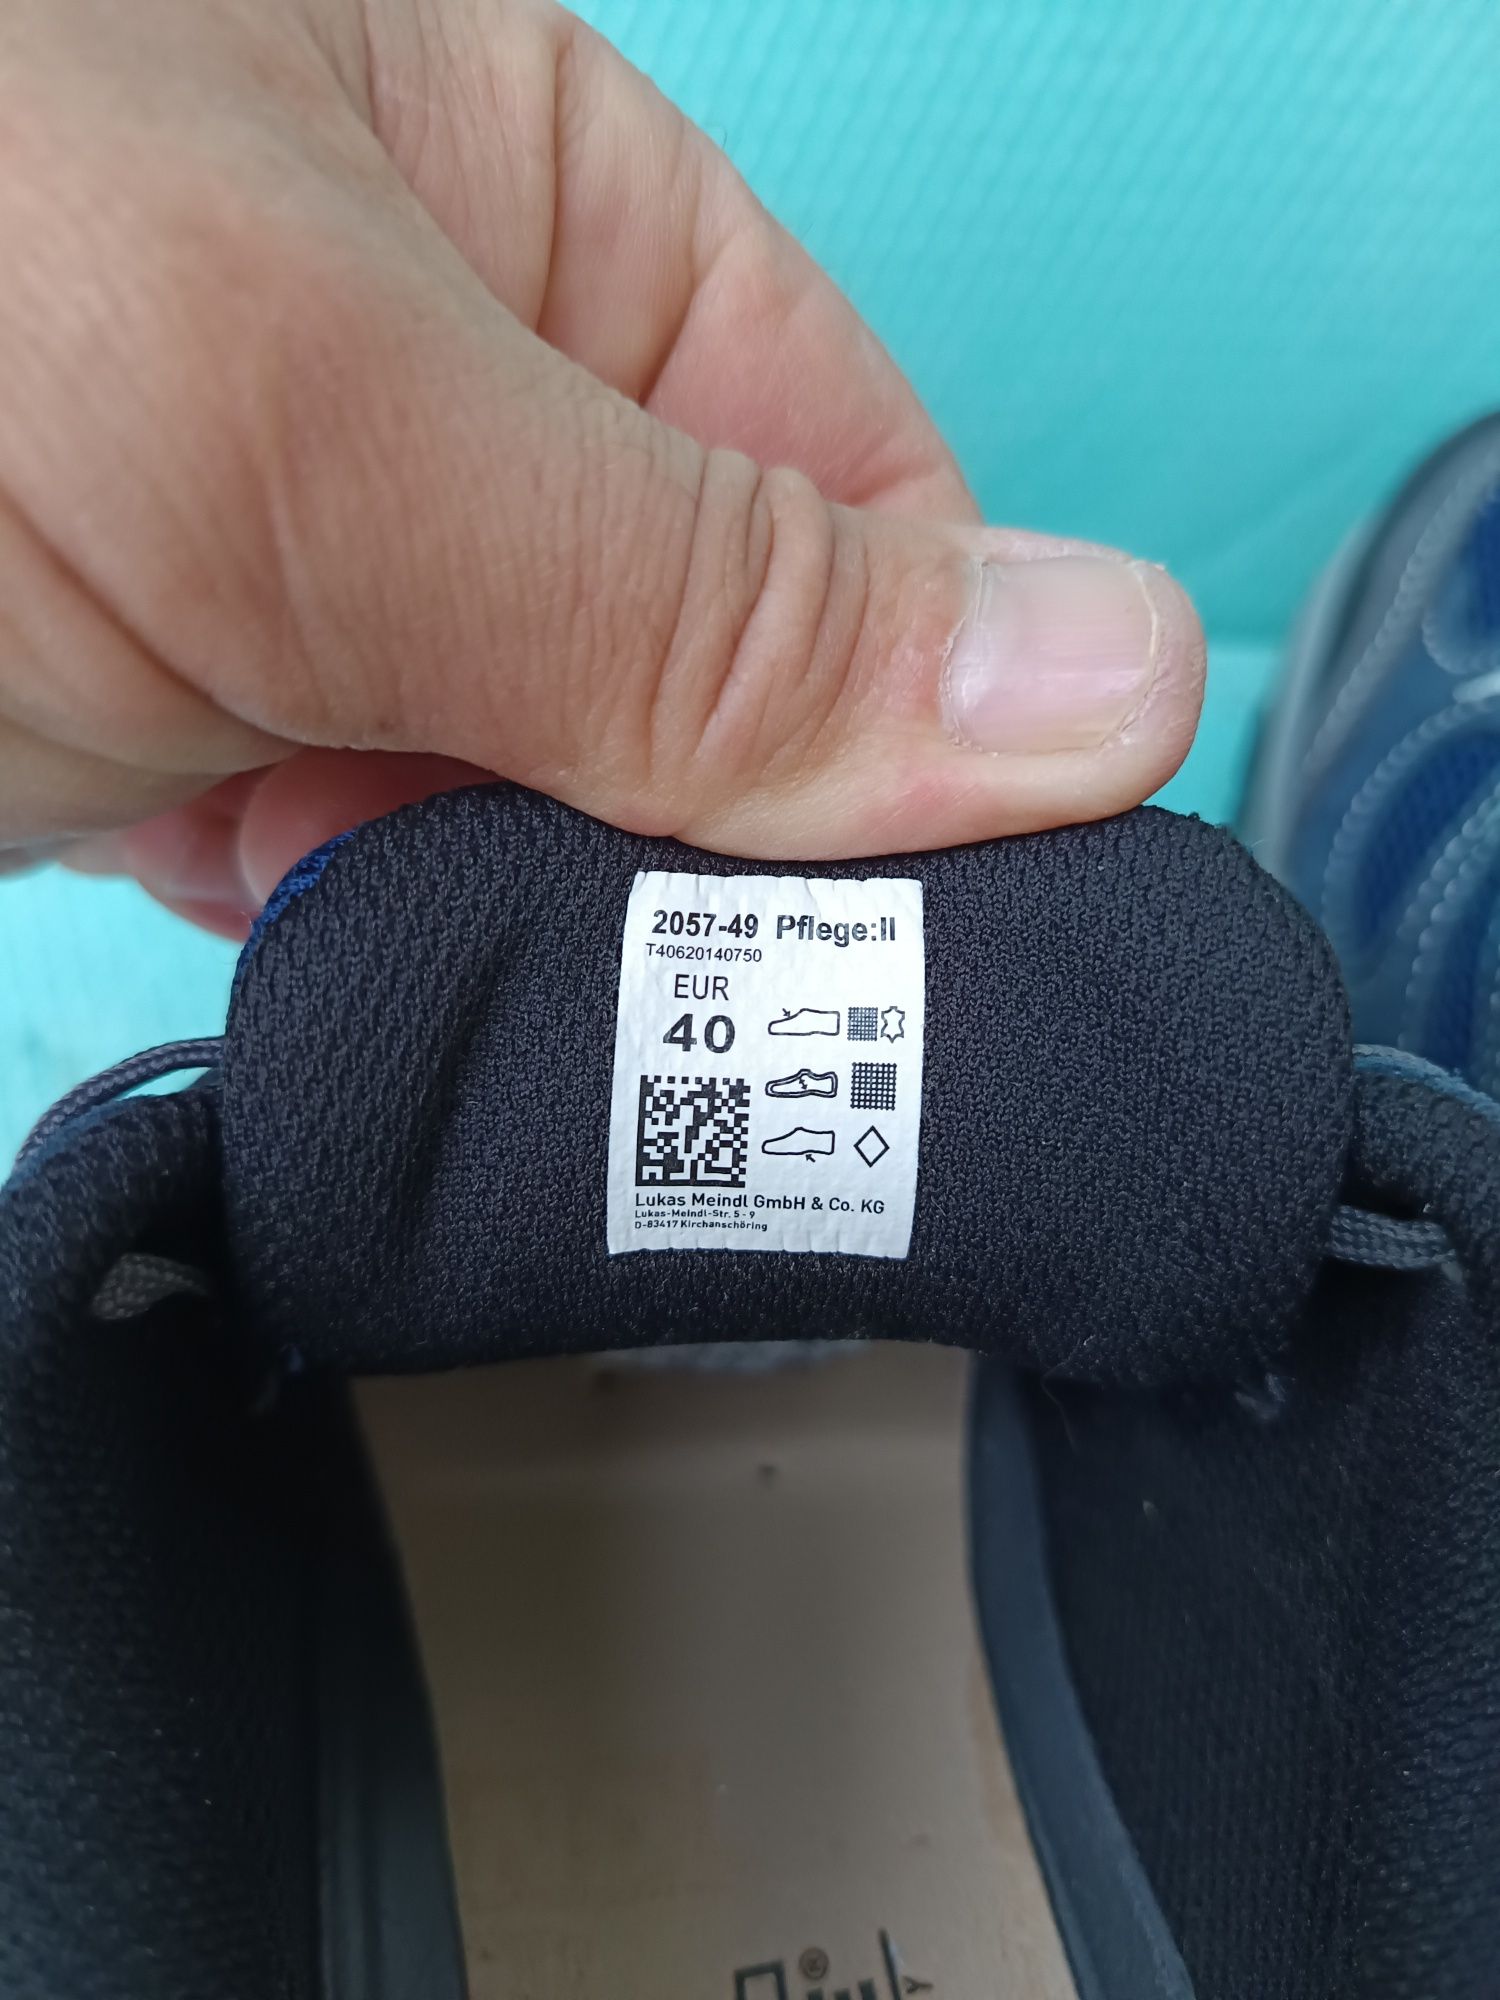 2057-49 Pflege:II
T40620140750
EUR
40
Lukas Meindl GmbH & Co. KG
Lukas-Meindl-Str. 5 - 9
D-83417 Kirchanschöring